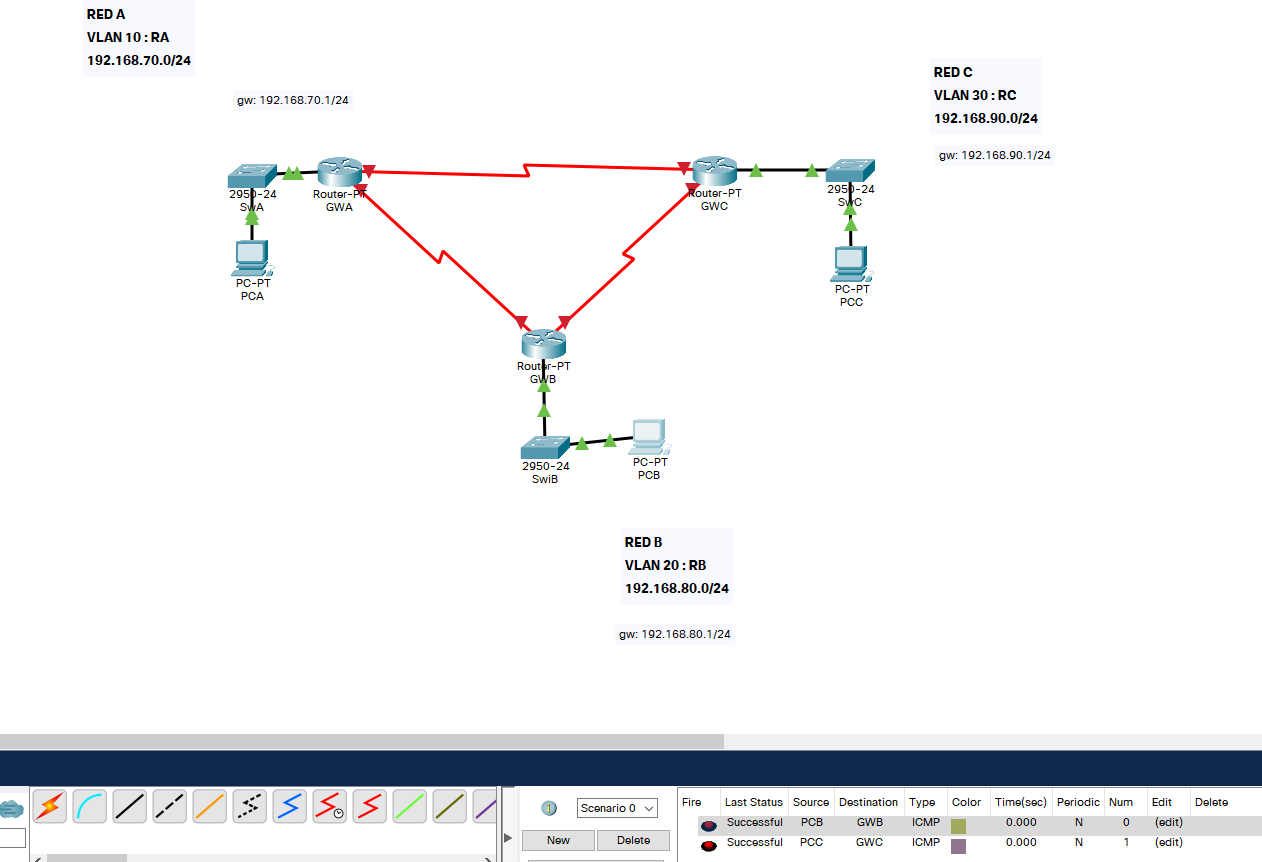 RED A
VLAN 10 : RA
192.168.70.0/24
gw: 192.168.70.1/24
RED C
VLAN 30 : RC
192.168.90.0/24
gw: 192.168.90.1/24
2950-24
SwA
Router-PT
GWA
Router-PT
GWC
2950-24
SwC
PC-PT
PCA
PC-PT
PCC
Router-PT
GWB
2950-24
SwiB
PC-PT
PCB
RED B
VLAN 20 : RB
192.168.80.0/24
gw: 192.168.80.1/24
Scenario 0
New Delete
Fire Last Status Source Destination Type Color Time(sec) Periodic Num Edit Delete
Successful PCB GWB ICMP 0.000 N 0 (edit)
Successful PCC GWC ICMP 0.000 N 1 (edit)